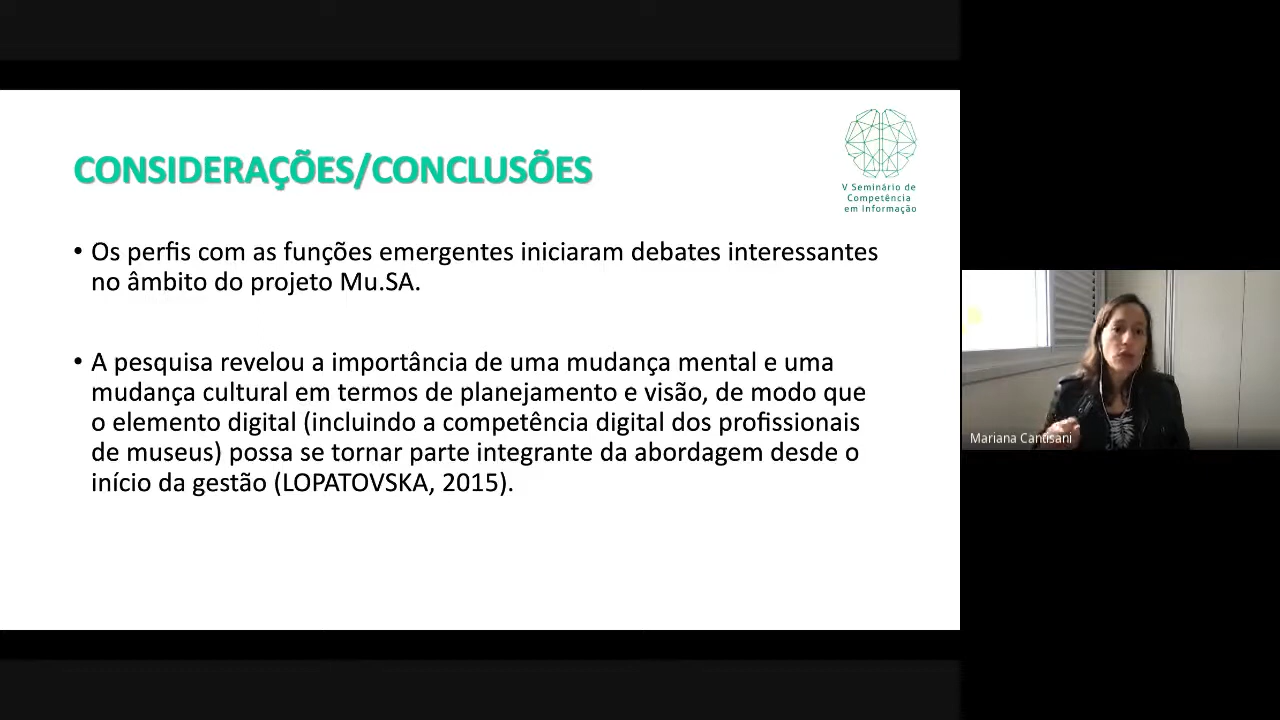 CONSIDERAÇÕES/CONCLUSÕES
V Seminário de
Competência
em Informação
• Os perfis com as funções emergentes iniciaram debates interessantes
no âmbito do projeto Mu.SA.
• A pesquisa revelou a importância de uma mudança mental e uma
mudança cultural em termos de planejamento e visão, de modo que
o elemento digital (incluindo a competência digital dos profissionais
de museus) possa se tornar parte integrante da abordagem desde o
início da gestão (LOPATOVSKA, 2015).
Mariana Cantisani